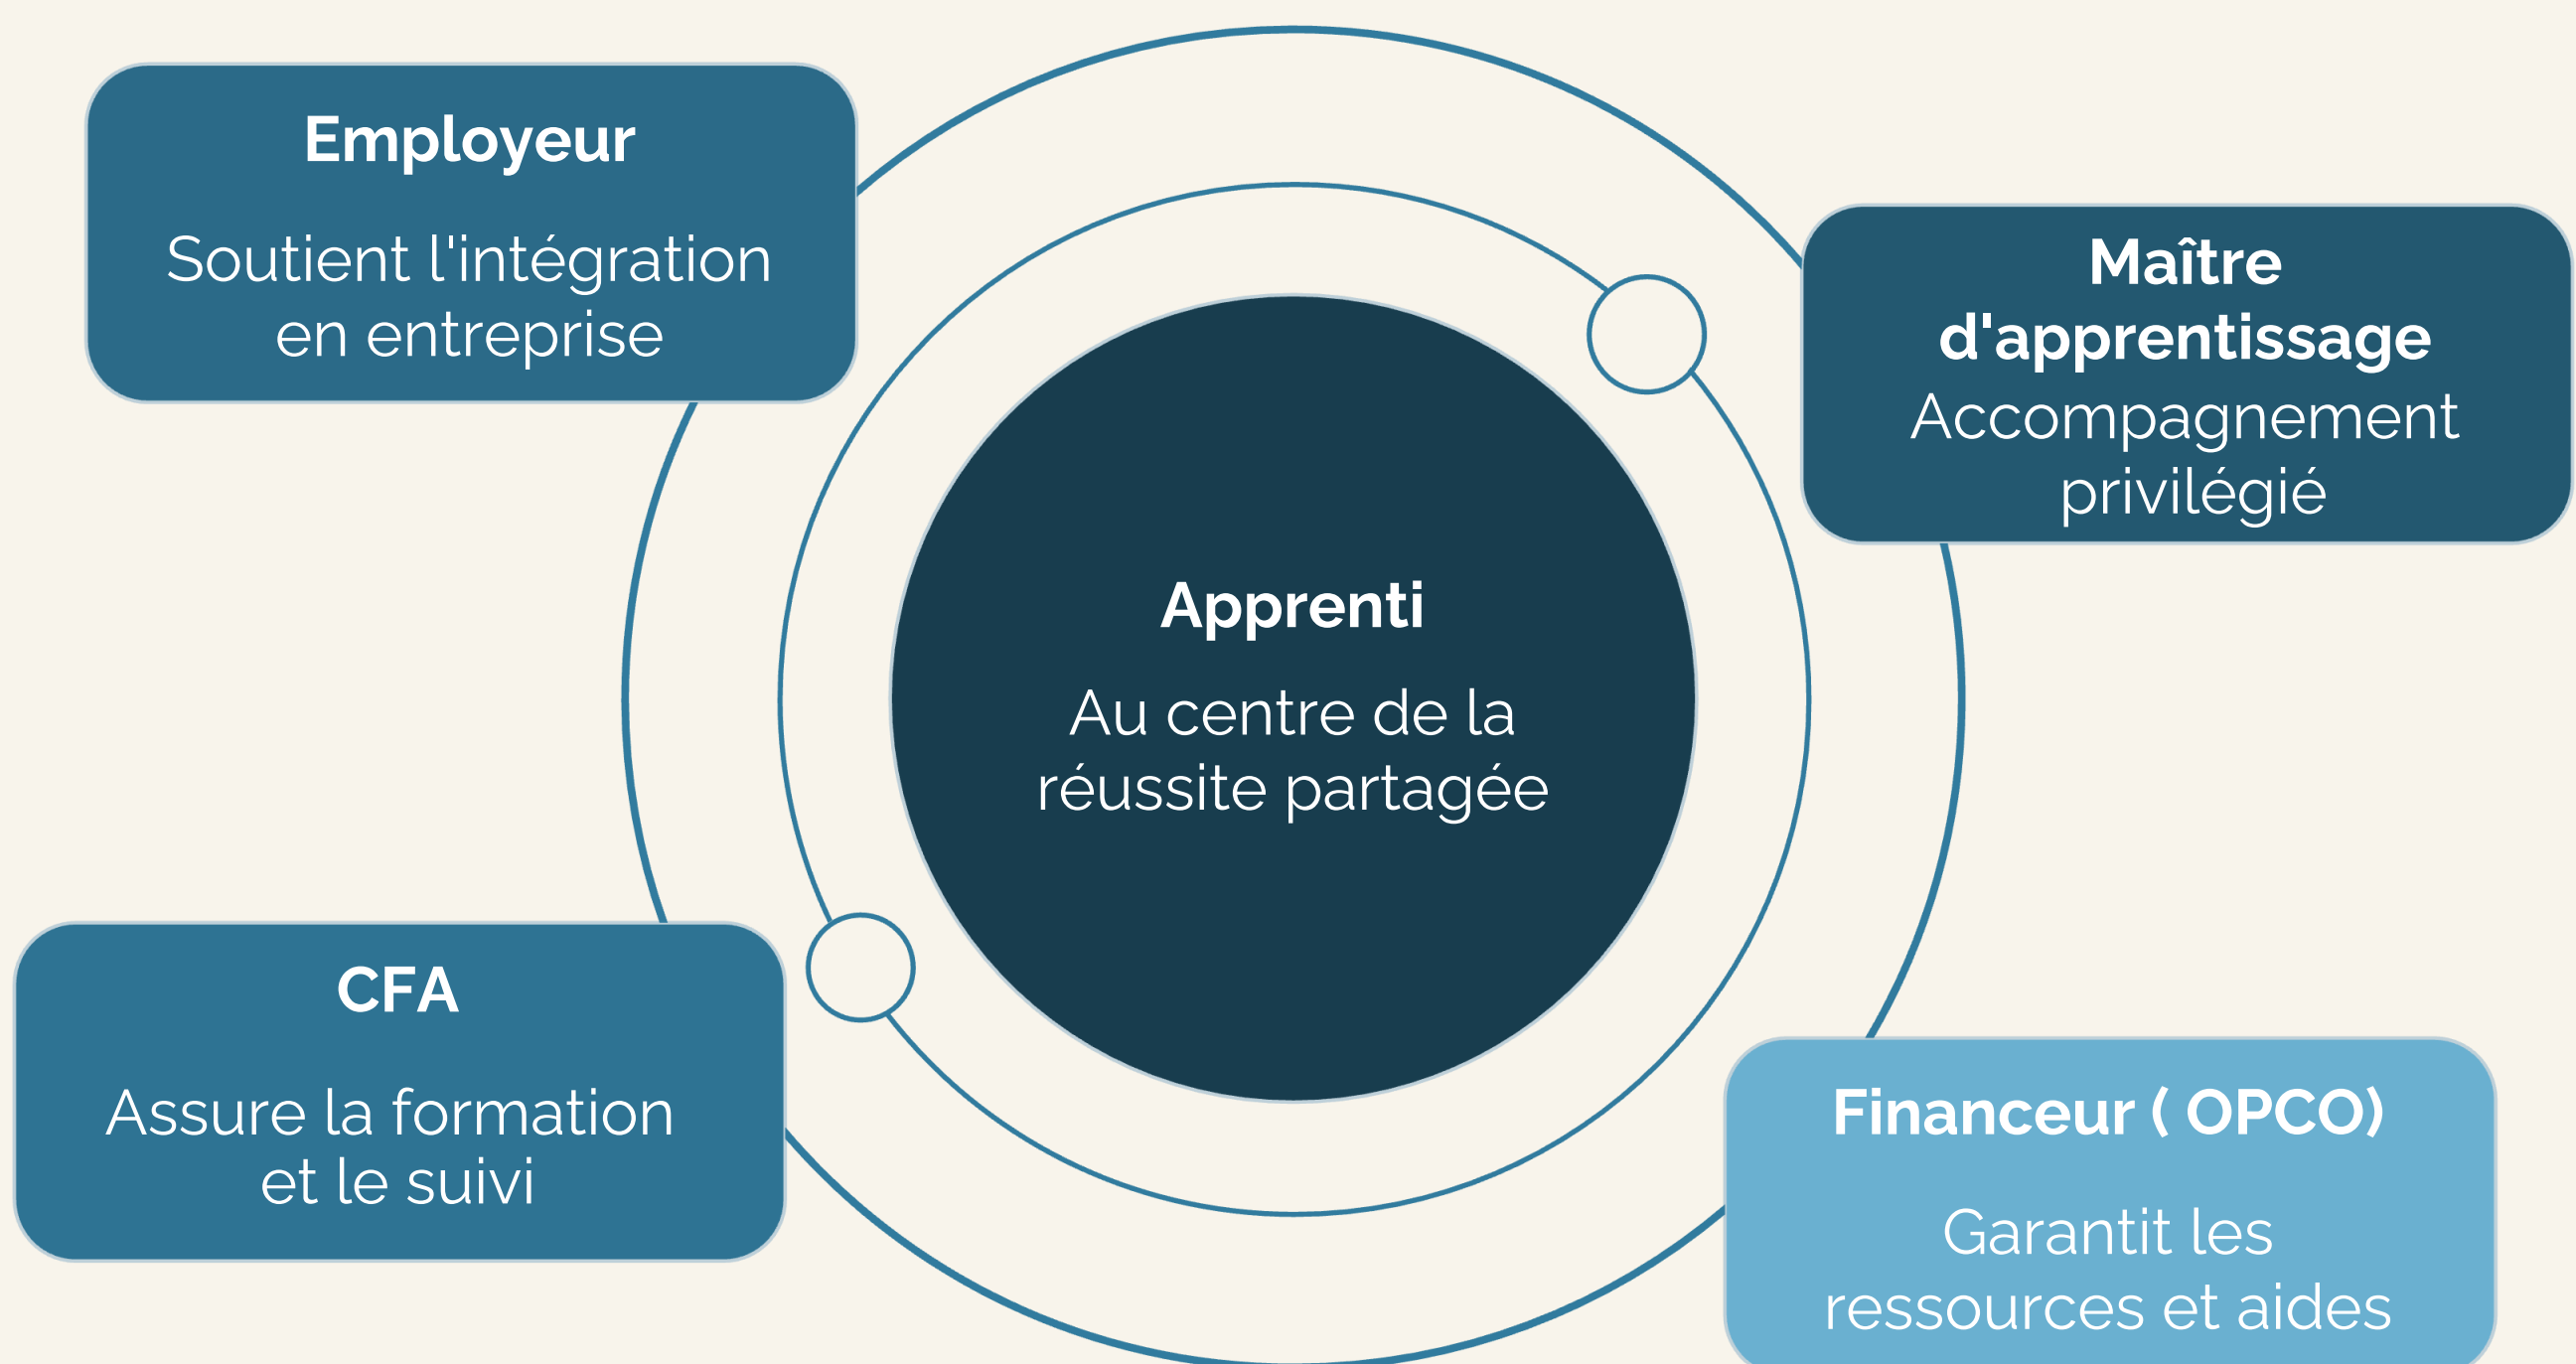 Employeur
Soutient l'intégration
en entreprise
Maître
d'apprentissage
Accompagnement
privilégié
Apprenti
Au centre de la
réussite partagée
CFA
Assure la formation
et le suivi
Financeur ( OPCO)
Garantit les
ressources et aides